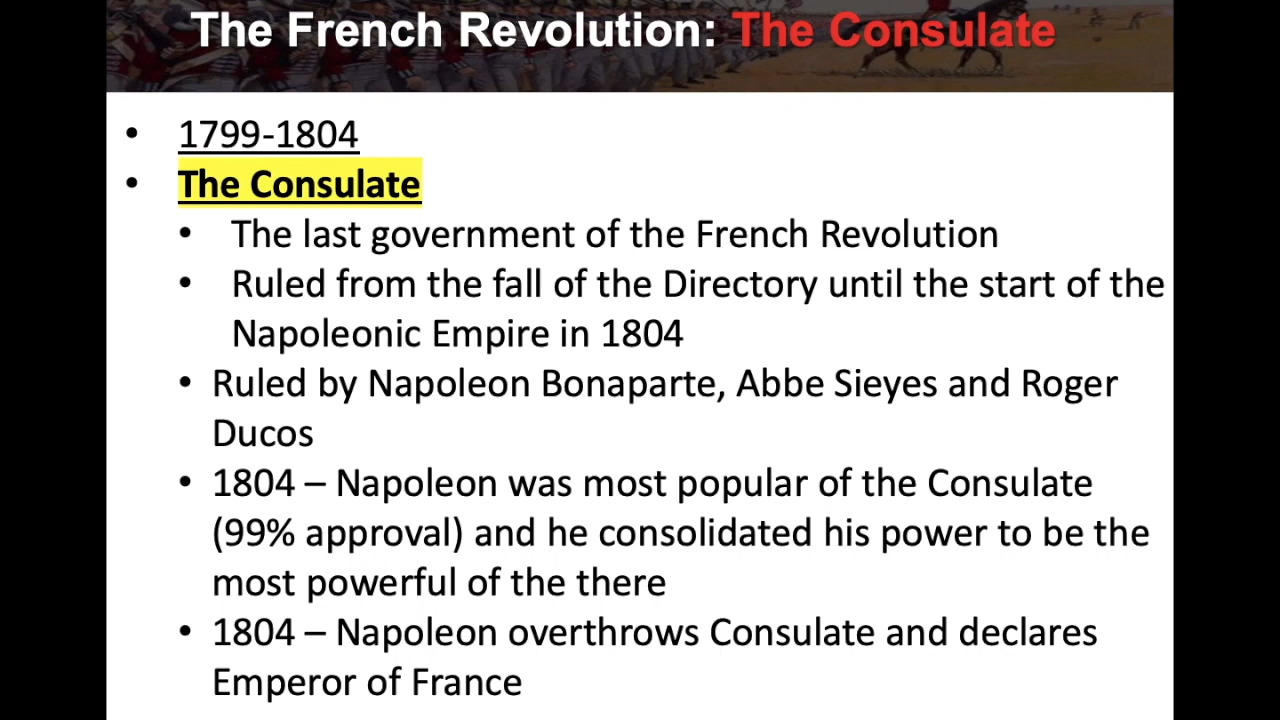 The French Revolution: The Consulate
• 1799-1804
• The Consulate
• The last government of the French Revolution
• Ruled from the fall of the Directory until the start of the
Napoleonic Empire in 1804
• Ruled by Napoleon Bonaparte, Abbe Sieyes and Roger
Ducos
• 1804 – Napoleon was most popular of the Consulate
(99% approval) and he consolidated his power to be the
most powerful of the there
• 1804 – Napoleon overthrows Consulate and declares
Emperor of France